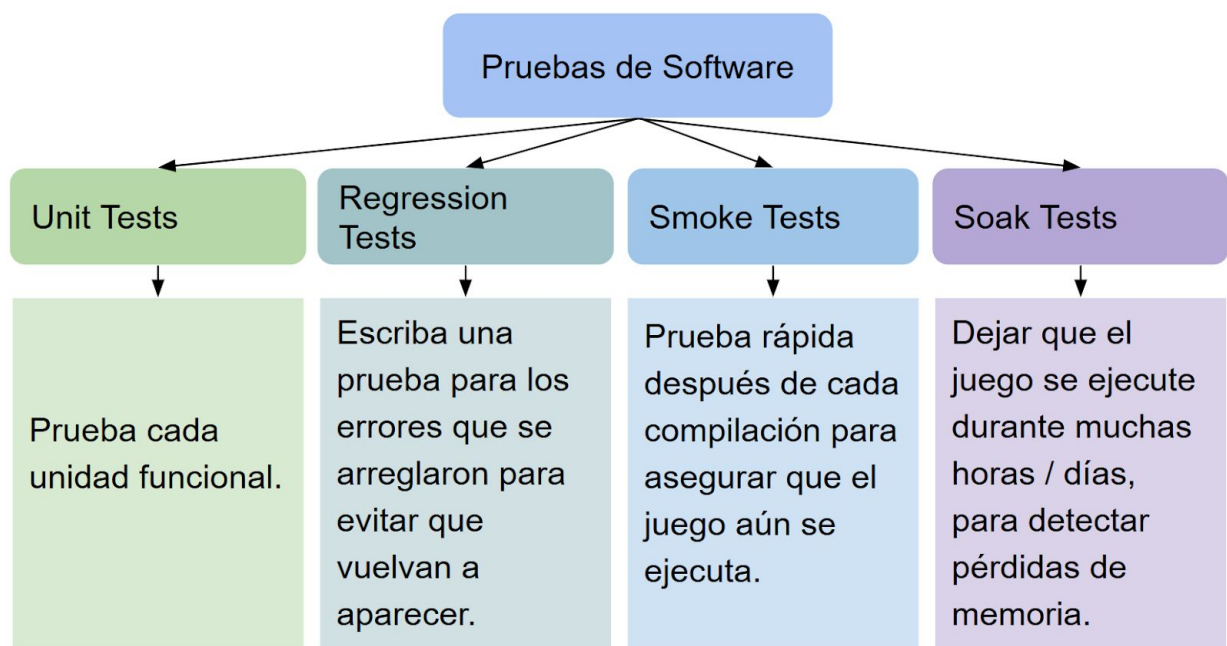 Pruebas de Software
Unit Tests
Regression
Tests
Smoke Tests
Soak Tests
Prueba cada
unidad funcional.
Escriba una
prueba para los
errores que se
arreglaron para
evitar que
vuelvan a
aparecer.
Prueba rápida
después de cada
compilación para
asegurar que el
juego aún se
ejecuta.
Dejar que el
juego se ejecute
durante muchas
horas / días,
para detectar
pérdidas de
memoria.